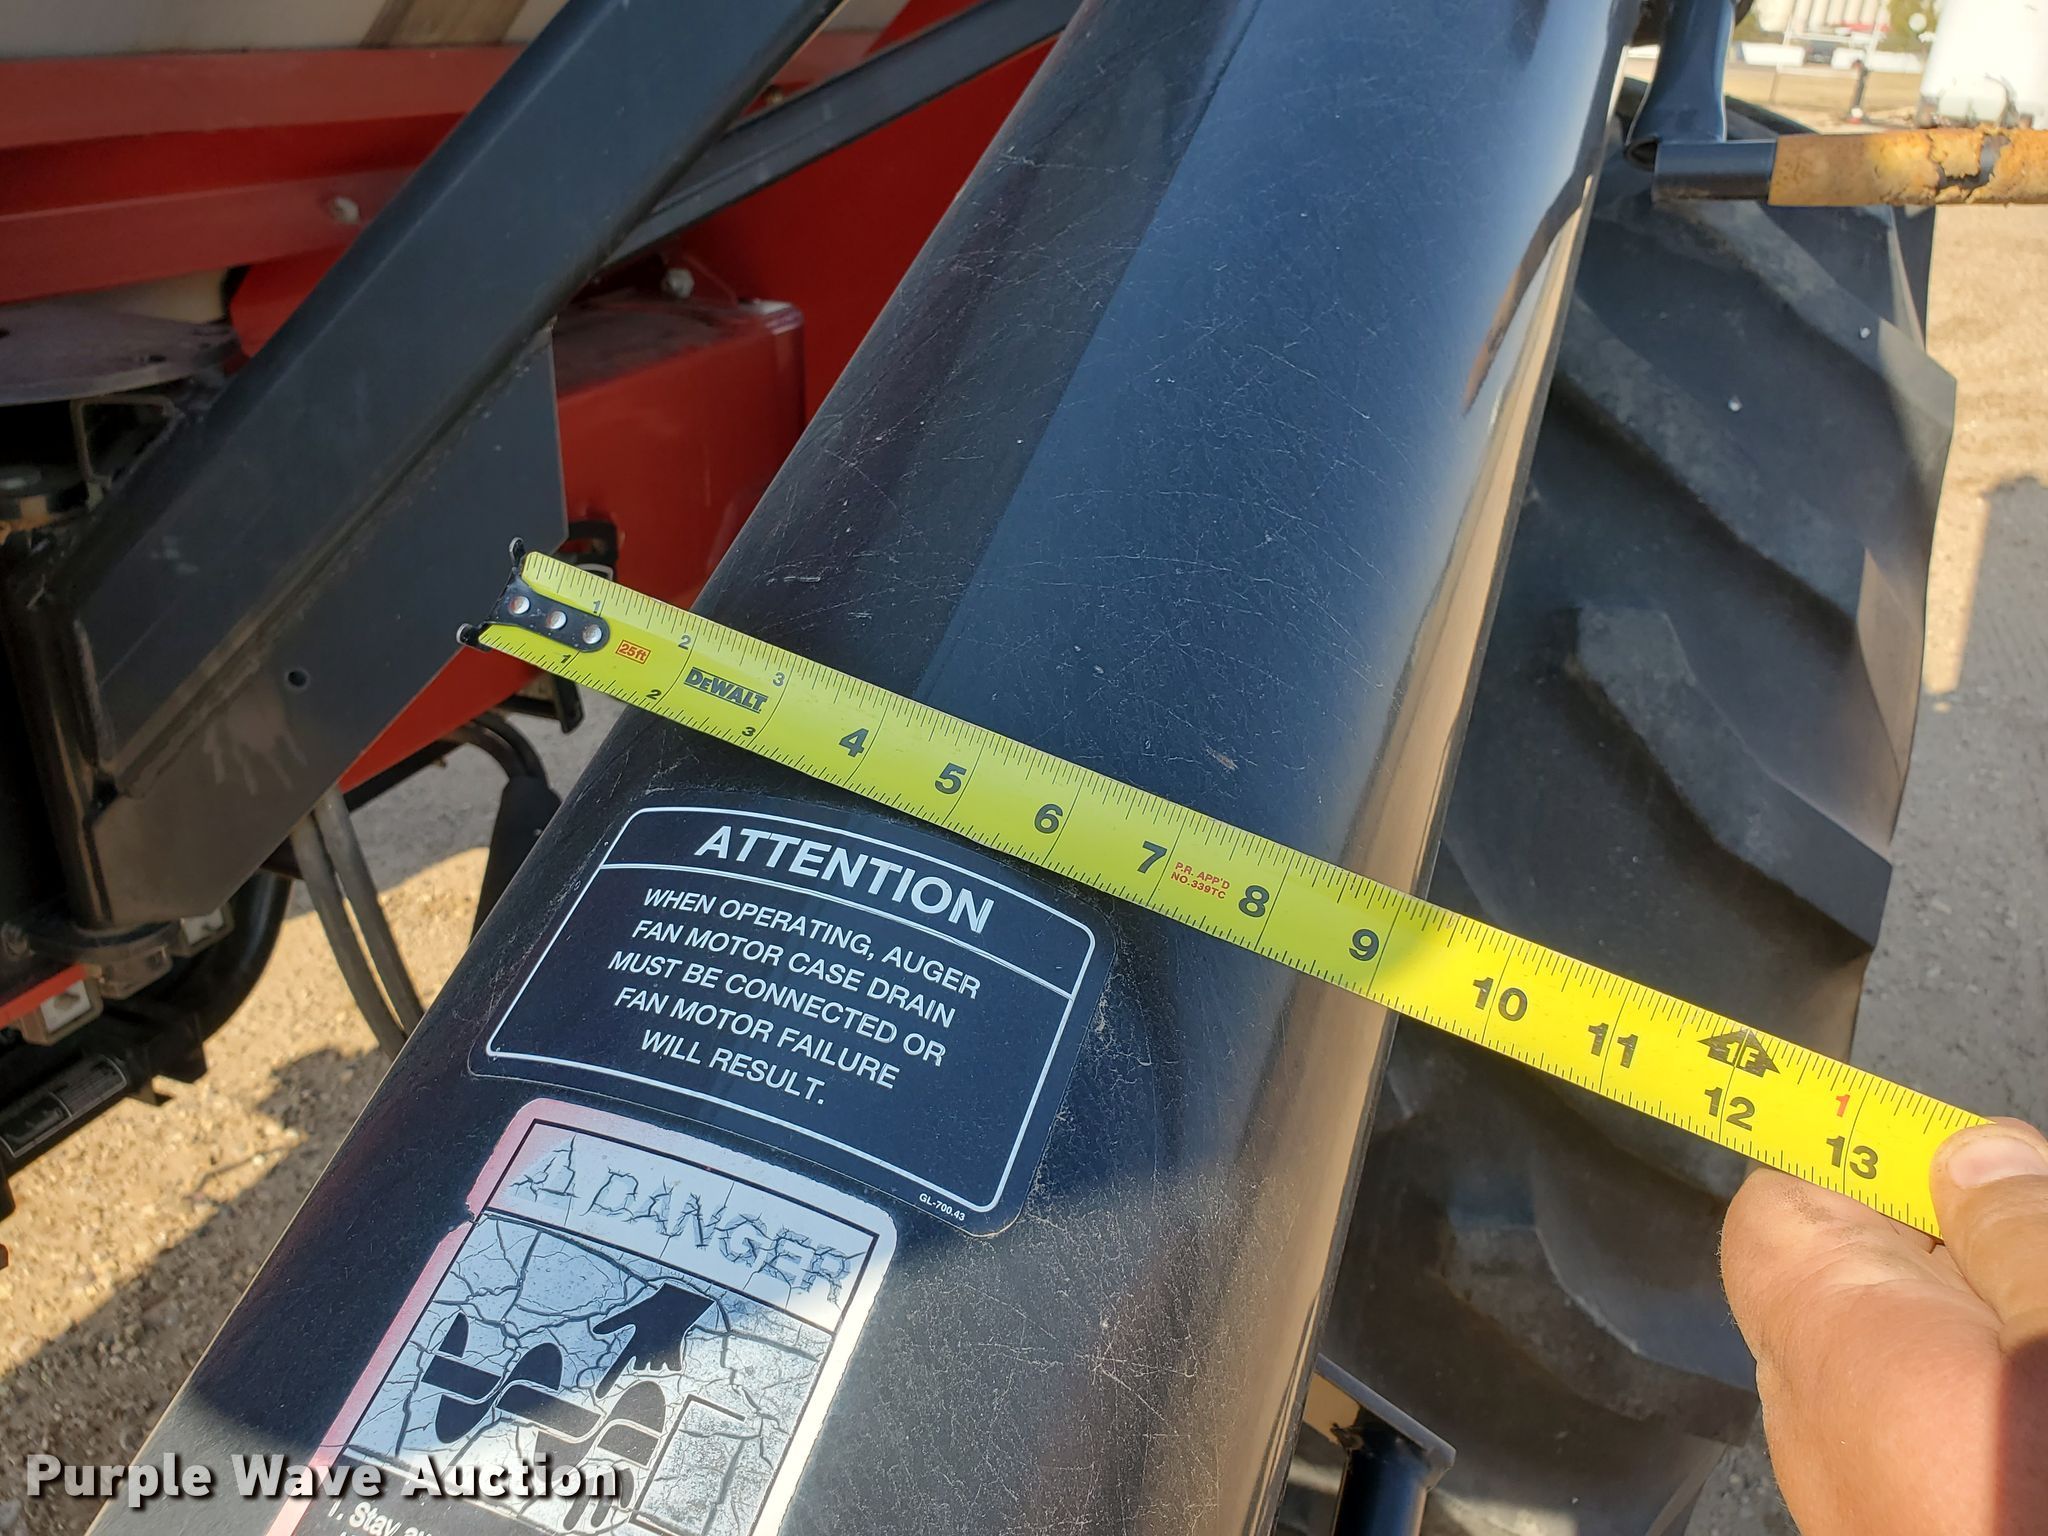 1 2 3
25ft
DEWALT
1 2 3 4 5 6 7 8 9 10 11 12 13
P.R. APP'D
NO.339TC
1F
1
ATTENTION
WHEN OPERATING, AUGER
FAN MOTOR CASE DRAIN
MUST BE CONNECTED OR
FAN MOTOR FAILURE
WILL RESULT.
GL-700.43
DANGER
1. Stay
Purple Wave Auction